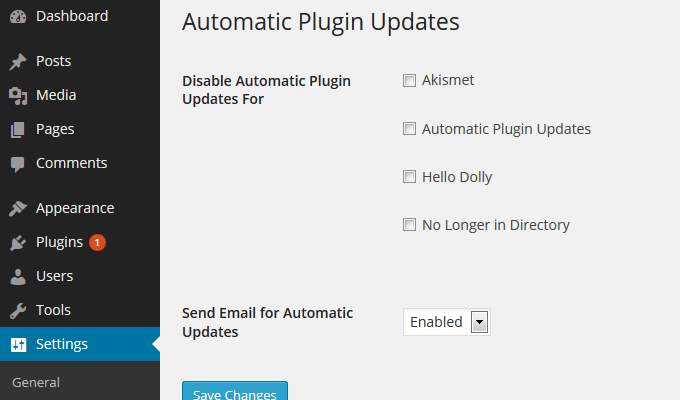 Dashboard
Posts
Media
Pages
Comments
Appearance
Plugins 1
Users
Tools
Settings
General
Automatic Plugin Updates
Disable Automatic Plugin
Updates For
Akismet
Automatic Plugin Updates
Hello Dolly
No Longer in Directory
Send Email for Automatic
Updates
Enabled
Save Changes